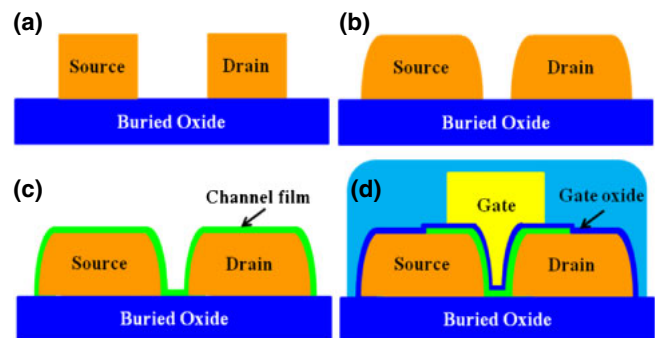 (a)
Source
Drain
Buried Oxide
(b)
Source
Drain
Buried Oxide
(c)
Channel film
Source
Drain
Buried Oxide
(d)
Gate oxide
Gate
Source
Drain
Buried Oxide